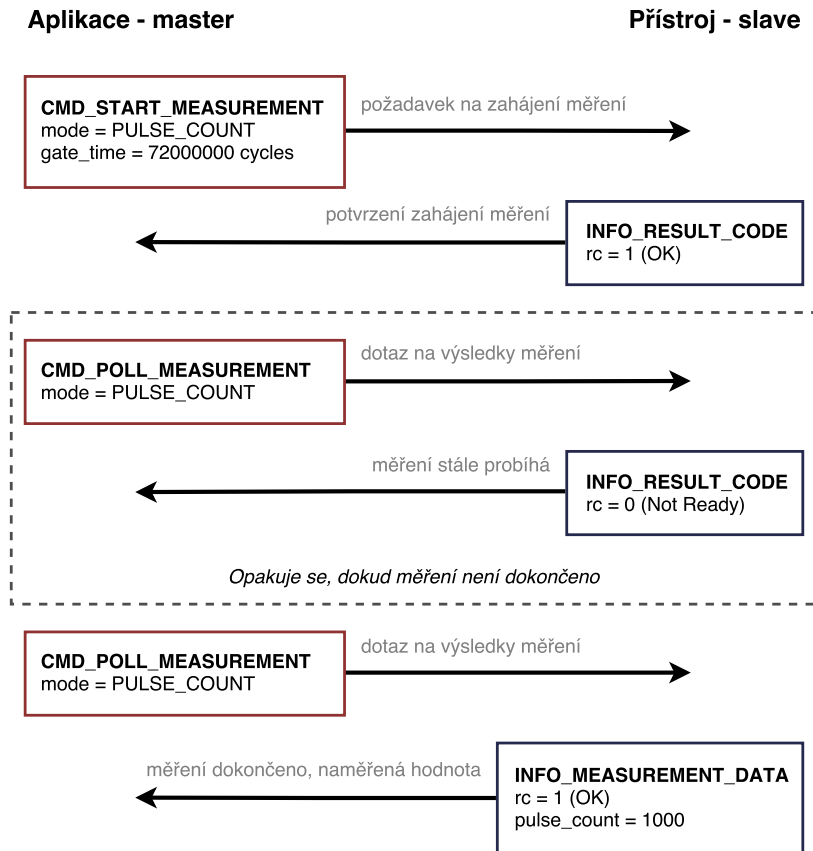 Aplikace - master
Přístroj - slave
CMD_START_MEASUREMENT
mode = PULSE_COUNT
gate_time = 72000000 cycles
požadavek na zahájení měření
potvrzení zahájení měření
INFO_RESULT_CODE
rc = 1 (OK)
CMD_POLL_MEASUREMENT
mode = PULSE_COUNT
dotaz na výsledky měření
měření stále probíhá
INFO_RESULT_CODE
rc = 0 (Not Ready)
Opakuje se, dokud měření není dokončeno
CMD_POLL_MEASUREMENT
mode = PULSE_COUNT
dotaz na výsledky měření
měření dokončeno, naměřená hodnota
INFO_MEASUREMENT_DATA
rc = 1 (OK)
pulse_count = 1000